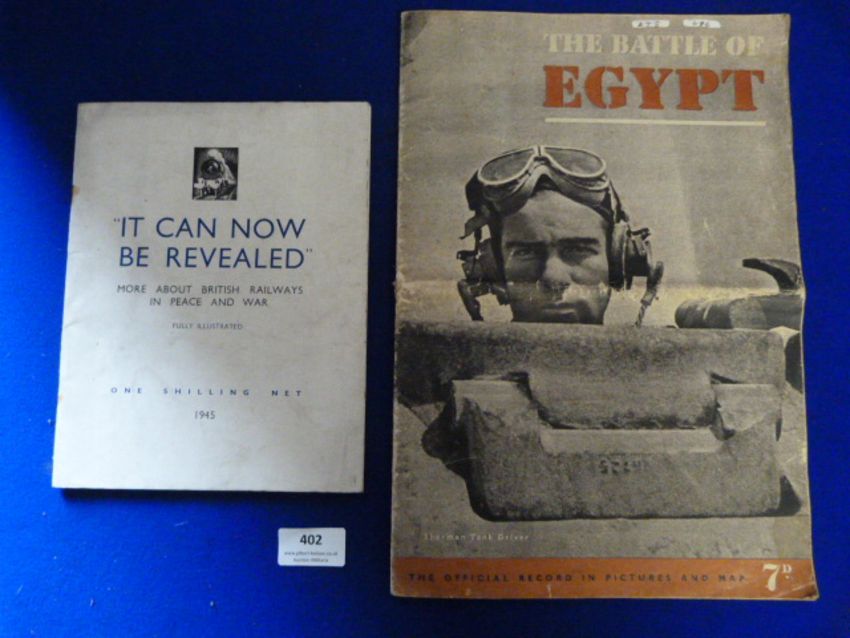 "IT CAN NOW
BE REVEALED"
MORE ABOUT BRITISH RAILWAYS
IN PEACE AND WAR
FULLY ILLUSTRATED
ONE SHILLING NET
1945
402
THE BATTLE OF
EGYPT
Sherman Tank Driver
THE OFFICIAL RECORD IN PICTURES AND MAP
7D.